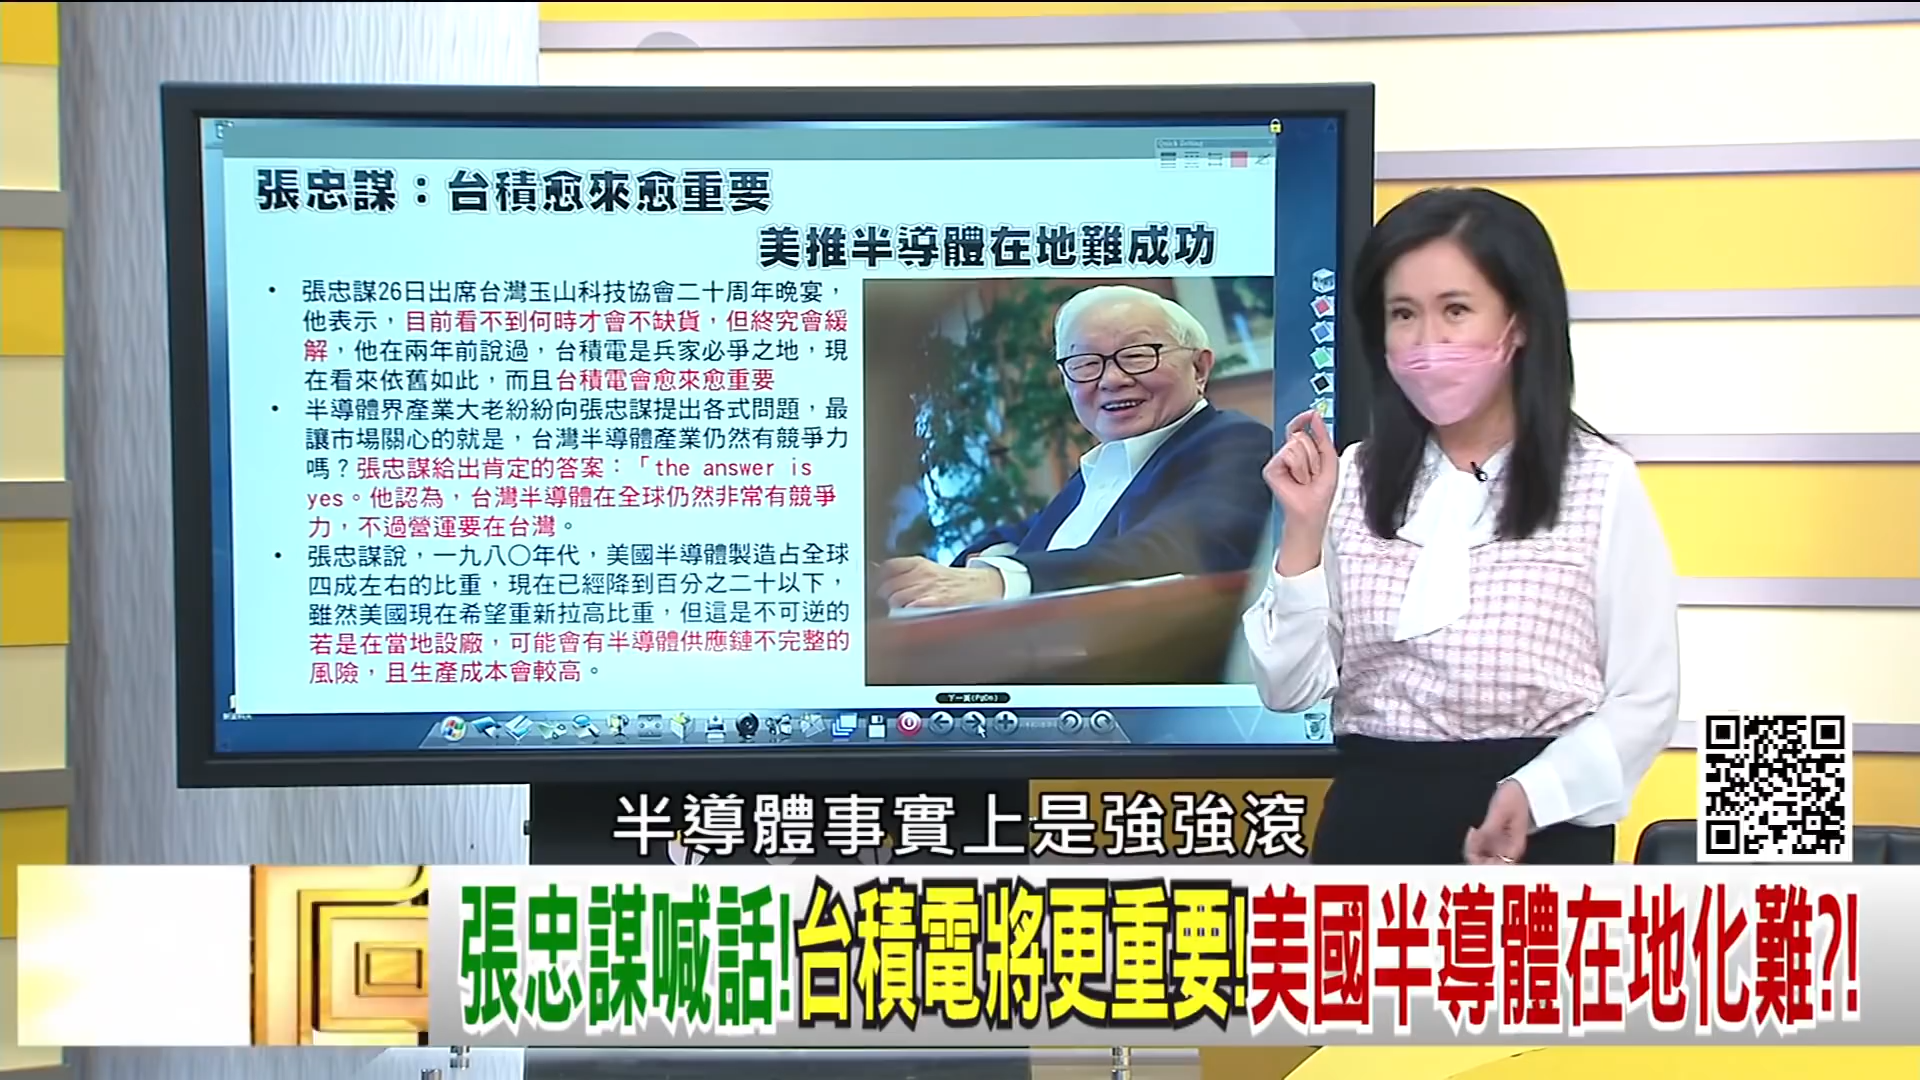 張忠謀：台積愈來愈重要
美推半導體在地難成功
• 張忠謀26日出席台灣玉山科技協會二十周年晚宴，
他表示，目前看不到何時才會不缺貨，但終究會緩
解，他在兩年前說過，台積電是兵家必爭之地，現
在看來依舊如此，而且台積電會愈來愈重要
• 半導體界產業大老紛紛向張忠謀提出各式問題，最
讓市場關心的就是，台灣半導體產業仍然有競爭力
嗎？張忠謀給出肯定的答案：「the answer is
yes。他認為，台灣半導體在全球仍然非常有競爭
力，不過營運要在台灣。
• 張忠謀說，一九八〇年代，美國半導體製造占全球
四成左右的比重，現在已經降到百分之二十以下，
雖然美國現在希望重新拉高比重，但這是不可逆的
若是在當地設廠，可能會有半導體供應鏈不完整的
風險，且生產成本會較高。
下一頁(PgDn)
半導體事實上是強強滾
張忠謀喊話!台積電將更重要!美國半導體在地化難?!